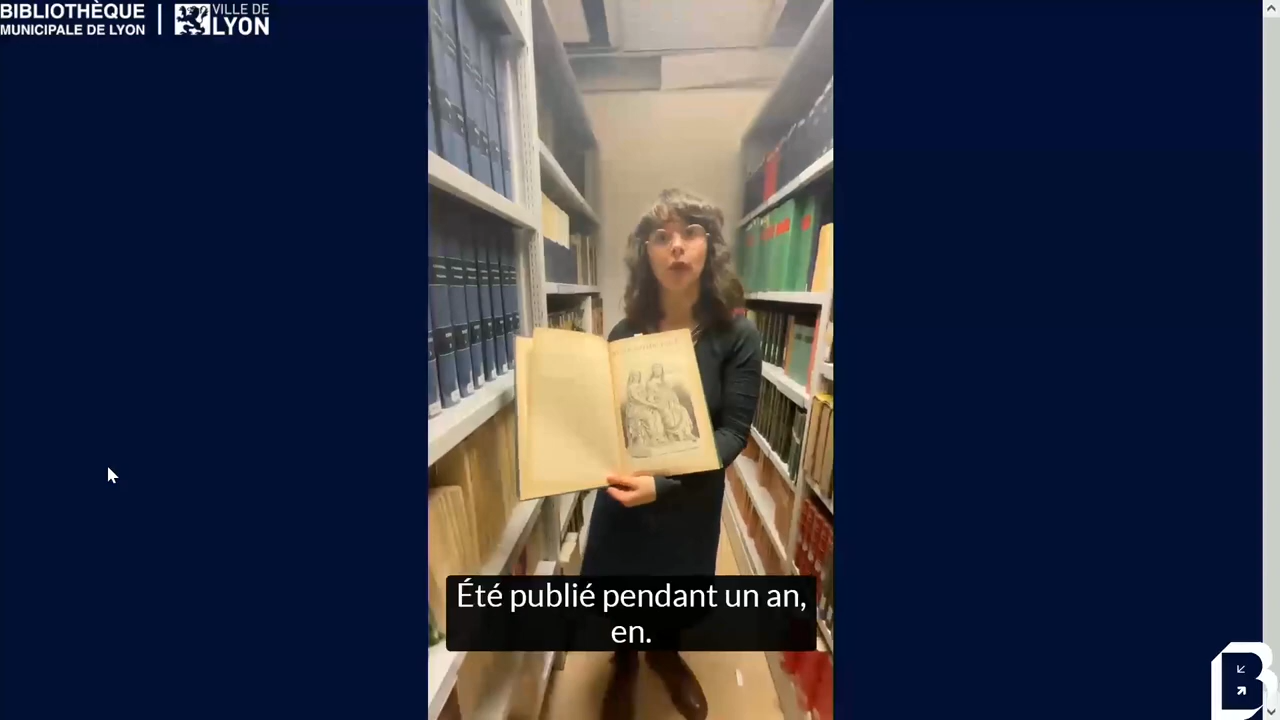 BIBLIOTHÈQUE
MUNICIPALE DE LYON
VILLE DE
LYON
Été publié pendant un an,
en.
B